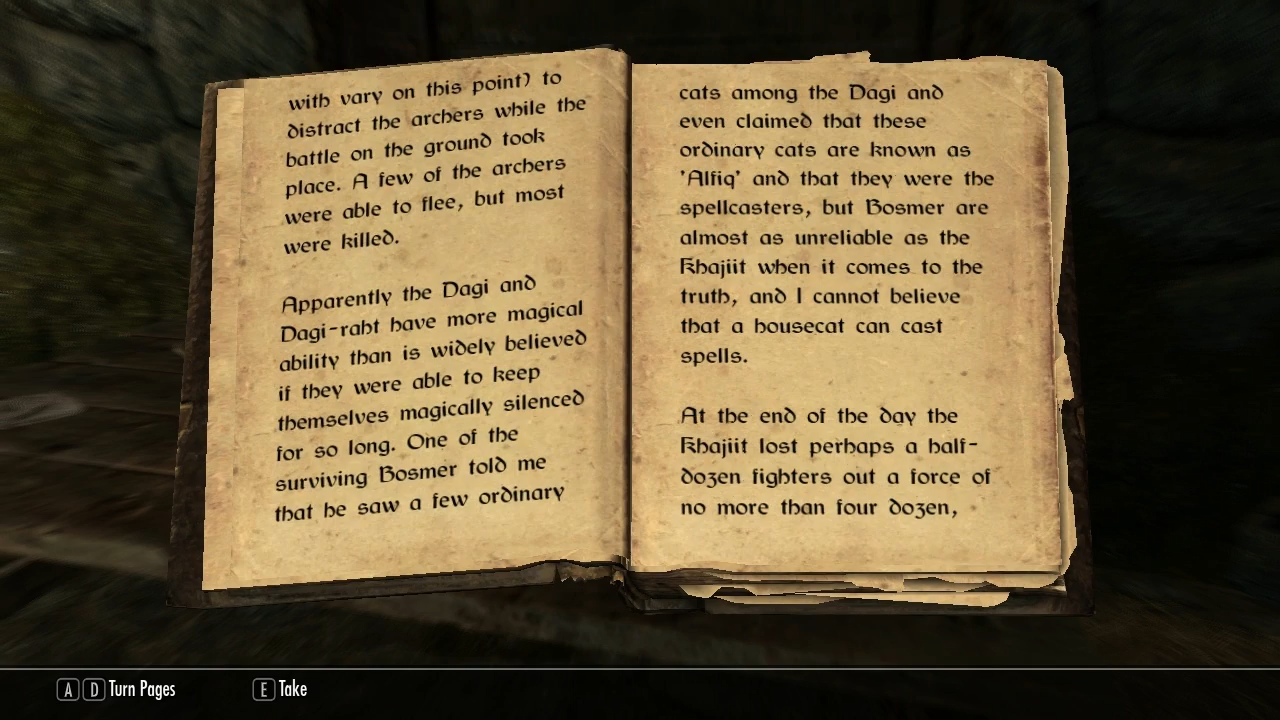 with vary on this point) to
distract the archers while the
battle on the ground took
place. A few of the archers
were able to flee, but most
were killed.
Apparently the Dagi and
Dagi-raht have more magical
ability than is widely believed
if they were able to keep
themselves magically silenced
for so long. One of the
surviving Bosmer told me
that he saw a few ordinary
cats among the Dagi and
even claimed that these
ordinary cats are known as
'Alfiq' and that they were the
spellcasters, but Bosmer are
almost as unreliable as the
Khajiit when it comes to the
truth, and I cannot believe
that a housecat can cast
spells.
At the end of the day the
Khajiit lost perhaps a half-
dozen fighters out a force of
no more than four dozen,
A D Turn Pages
E Take